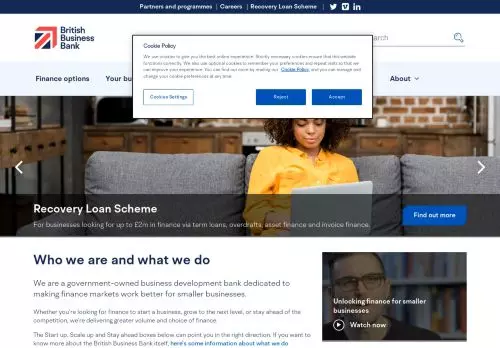 Partners and programmes | Careers | Recovery Loan Scheme
British
Business
Bank
earch
Finance options
Your bu
About
Cookie Policy
We use cookies to give you the best online experience. Strictly necessary cookies ensure that this website
functions correctly. We also use optional cookies to remember your preferences and repeat visits so that we
can improve your experience. You can find out more by reading our Cookie Policy, and you can manage and
change your cookie preferences at any time.
Cookies Settings
Reject
Accept
Recovery Loan Scheme
For businesses looking for up to £2m in finance via term loans, overdrafts, asset finance and invoice finance.
Find out more
Who we are and what we do
We are a government-owned business development bank dedicated to
making finance markets work better for smaller businesses.
Whether you're looking for finance to start a business, grow to the next level, or stay ahead of the
competition, we're delivering greater volume and choice of finance.
The Start up, Scale up and Stay ahead boxes below can point you in the right direction. If you want to
know more about the British Business Bank itself, here's some information about what we do
Unlocking finance for smaller
businesses
Watch now